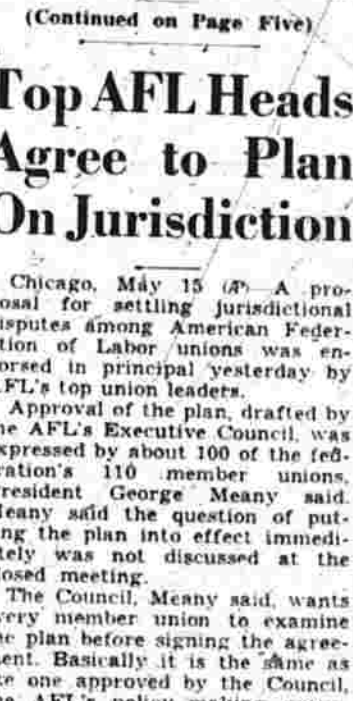 (Continued on Page Five)
Top AFL Heads
Agree to Plan
On Jurisdiction
Chicago, May 15 (AP) A pro-
osal for settling jurisdictional
isputes among American Feder-
tion of Labor unions was en-
orsed in principal yesterday by
FL's top union leaders.
Approval of the plan, drafted by
he AFL's Executive Council, was
xpressed by about 100 of the fed-
ration's 110 member unions,
resident George Meany said.
eany said the question of put-
ng the plan into effect immedi-
tely was not discussed at the
losed meeting.
The Council, Meany said, wants
very member union to examine
he plan before signing the agree-
ent. Basically it is the same as
e one approved by the Council,